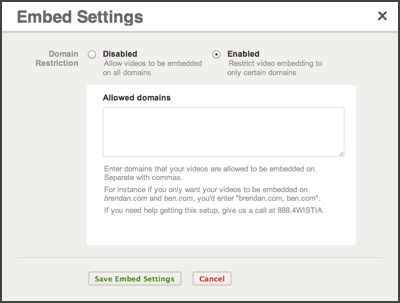 Embed Settings
×
Domain Restriction
Disabled
Allow videos to be embedded
on all domains
Enabled
Restrict video embedding to
only certain domains
Allowed domains
Enter domains that your videos are allowed to be embedded on.
Separate with commas.
For instance if you only want your videos to be embedded on
brendan.com and ben.com, you'd enter "brendan.com, ben.com".
If you need help getting this setup, give us a call at 888.4WISTIA.
Save Embed Settings
Cancel